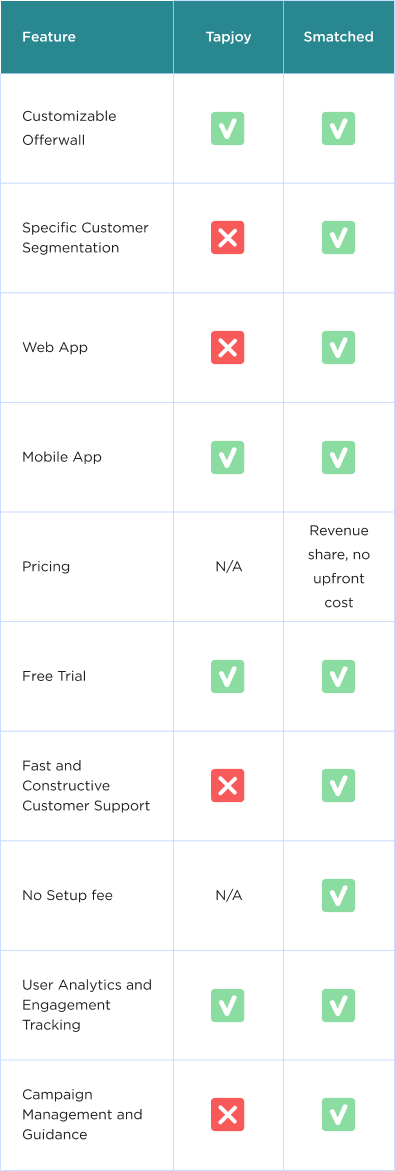 Feature Tapjoy Smatched
Customizable
Offerwall
Specific Customer
Segmentation
Web App
Mobile App
Pricing
N/A
Revenue
share, no
upfront
cost
Free Trial
Fast and
Constructive
Customer Support
No Setup fee
N/A
User Analytics and
Engagement
Tracking
Campaign
Management and
Guidance